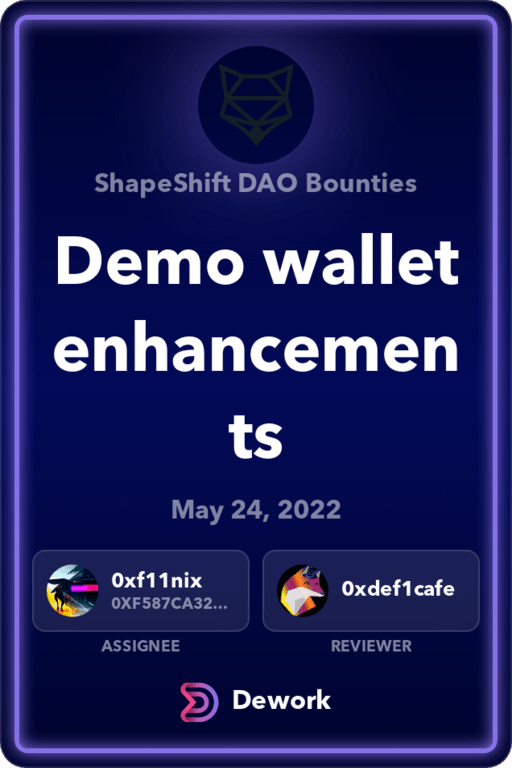 ShapeShift DAO Bounties
Demo wallet
enhancemen
ts
May 24, 2022
0xf11nix
0XF587CA32...
0xdef1cafe
ASSIGNEE
REVIEWER
Dework